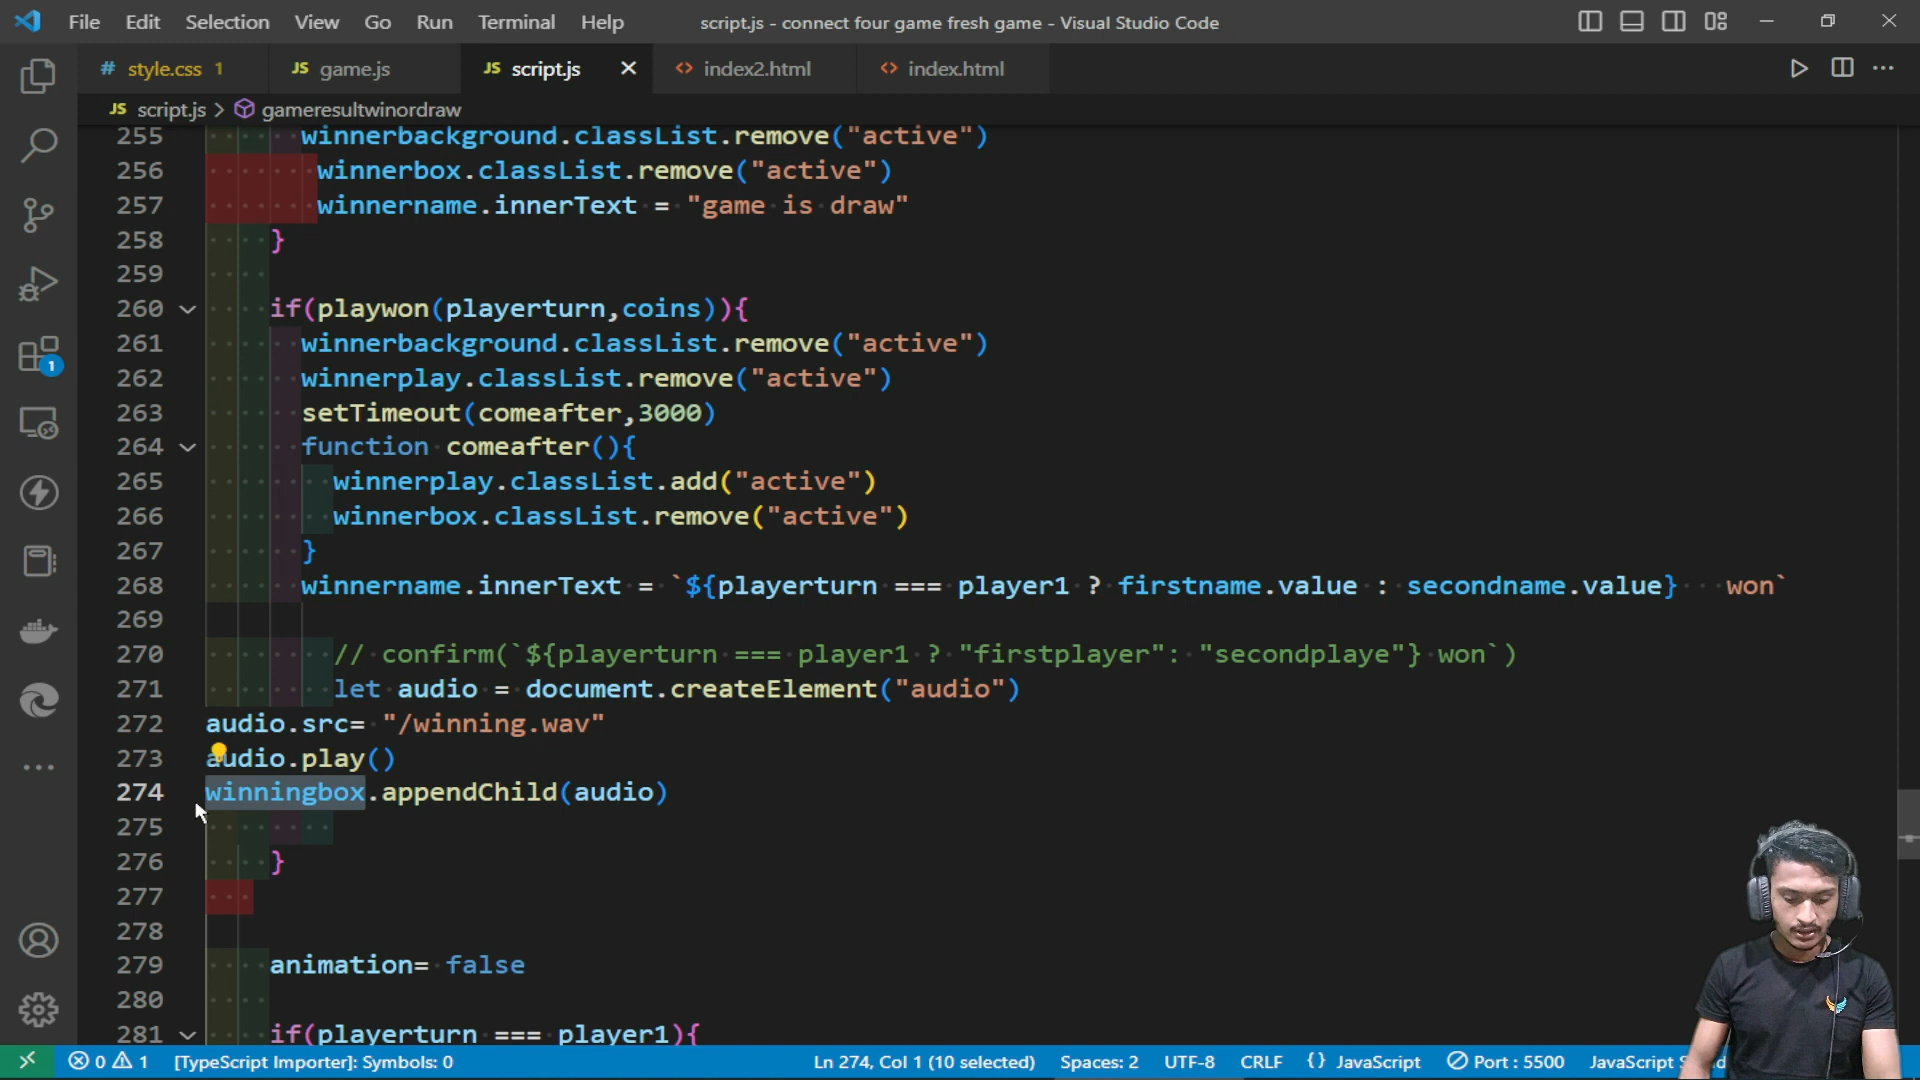 File Edit Selection View Go Run Terminal Help script.js - connect four game fresh game - Visual Studio Code
# style.css 1 JS game.js JS script.js <> index2.html <> index.html
JS script.js > gameresultwinordraw
255 winnerbackground.classList.remove("active")
256 winnerbox.classList.remove("active")
257 winnername.innerText = "game is draw"
258 }
259
260 if(playwon(playerturn,coins)){
261 winnerbackground.classList.remove("active")
262 winnerplay.classList.remove("active")
263 setTimeout(comeafter,3000)
264 function comeafter(){
265 winnerplay.classList.add("active")
266 winnerbox.classList.remove("active")
267 }
268 winnername.innerText = `${playerturn === player1 ? firstname.value : secondname.value} won`
269
270 // confirm(`${playerturn === player1 ? "firstplayer": "secondplaye"} won`)
271 let audio = document.createElement("audio")
272 audio.src= "/winning.wav"
273 audio.play()
274 winningbox.appendChild(audio)
275
276 }
277
278
279 animation= false
280
281 if(playerturn === player1){
1
0 1 [TypeScript Importer]: Symbols: 0 Ln 274, Col 1 (10 selected) Spaces: 2 UTF-8 CRLF {} JavaScript Port : 5500 JavaScript